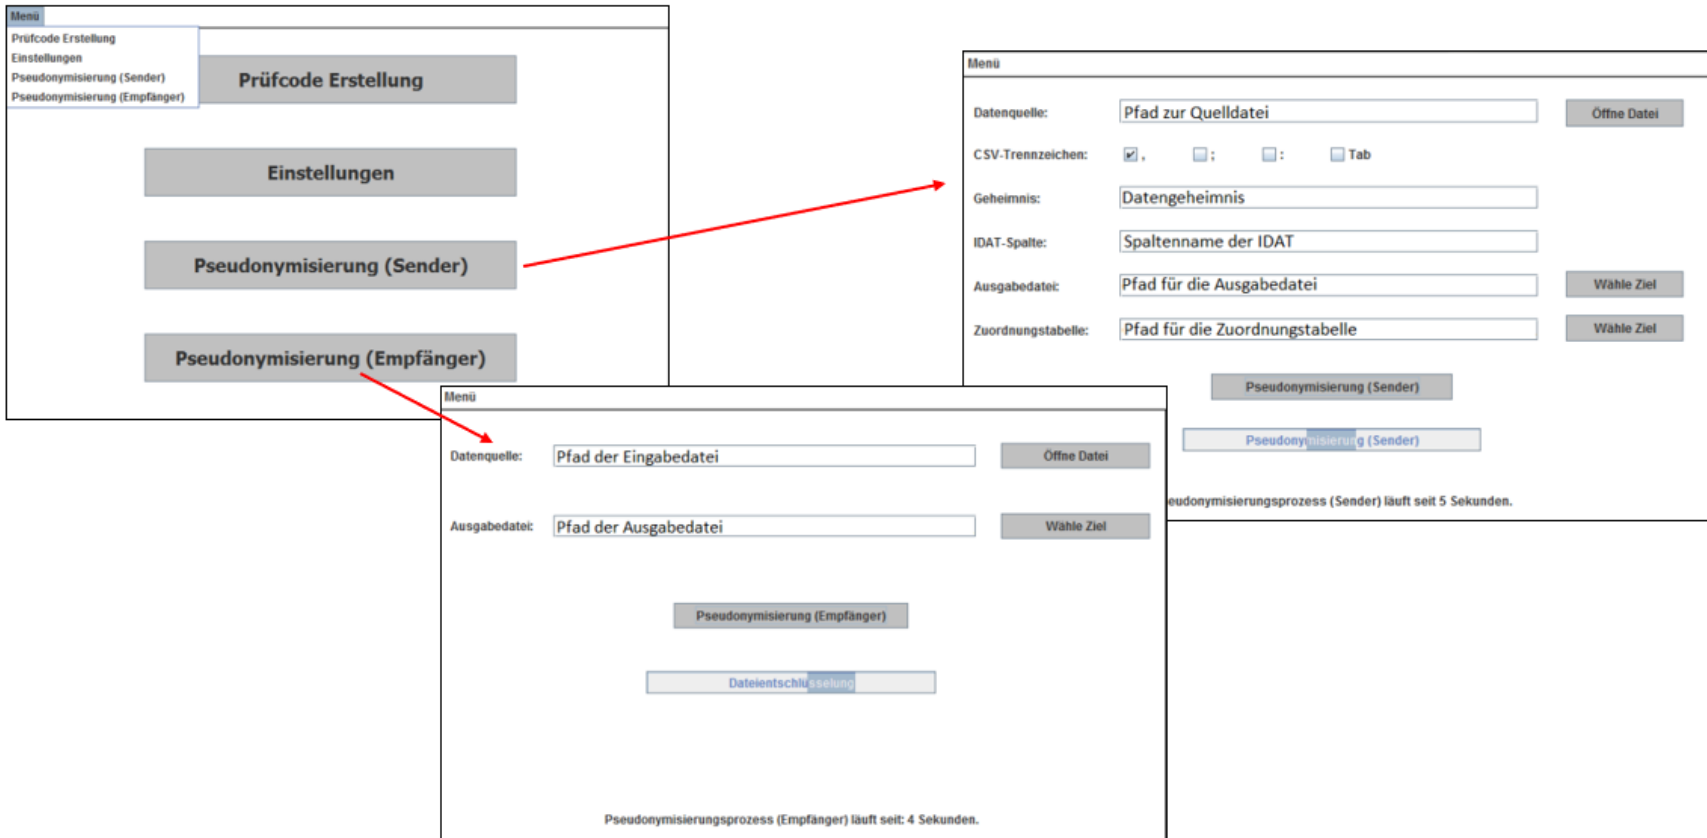 Menü
Prüfcode Erstellung
Einstellungen
Pseudonymisierung (Sender)
Pseudonymisierung (Empfänger)
Prüfcode Erstellung
Einstellungen
Pseudonymisierung (Sender)
Pseudonymisierung (Empfänger)
Menü
Datenquelle: Pfad zur Quelldatei Öffne Datei
CSV-Trennzeichen: , ; : Tab
Geheimnis: Datengeheimnis
IDAT-Spalte: Spaltenname der IDAT
Ausgabedatei: Pfad für die Ausgabedatei Wähle Ziel
Zuordnungstabelle: Pfad für die Zuordnungstabelle Wähle Ziel
Pseudonymisierung (Sender)
Pseudonymisierung (Sender)
eudonymisierungsprozess (Sender) läuft seit 5 Sekunden.
Menü
Datenquelle: Pfad der Eingabedatei Öffne Datei
Ausgabedatei: Pfad der Ausgabedatei Wähle Ziel
Pseudonymisierung (Empfänger)
Dateientschlüsselung
Pseudonymisierungsprozess (Empfänger) läuft seit: 4 Sekunden.